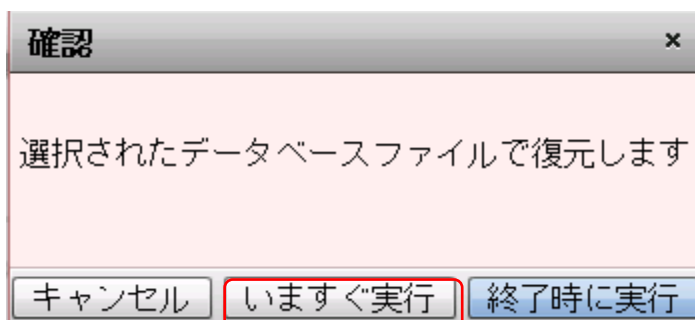 確認 ×
選択されたデータベースファイルで復元します
キャンセル いますぐ実行 終了時に実行